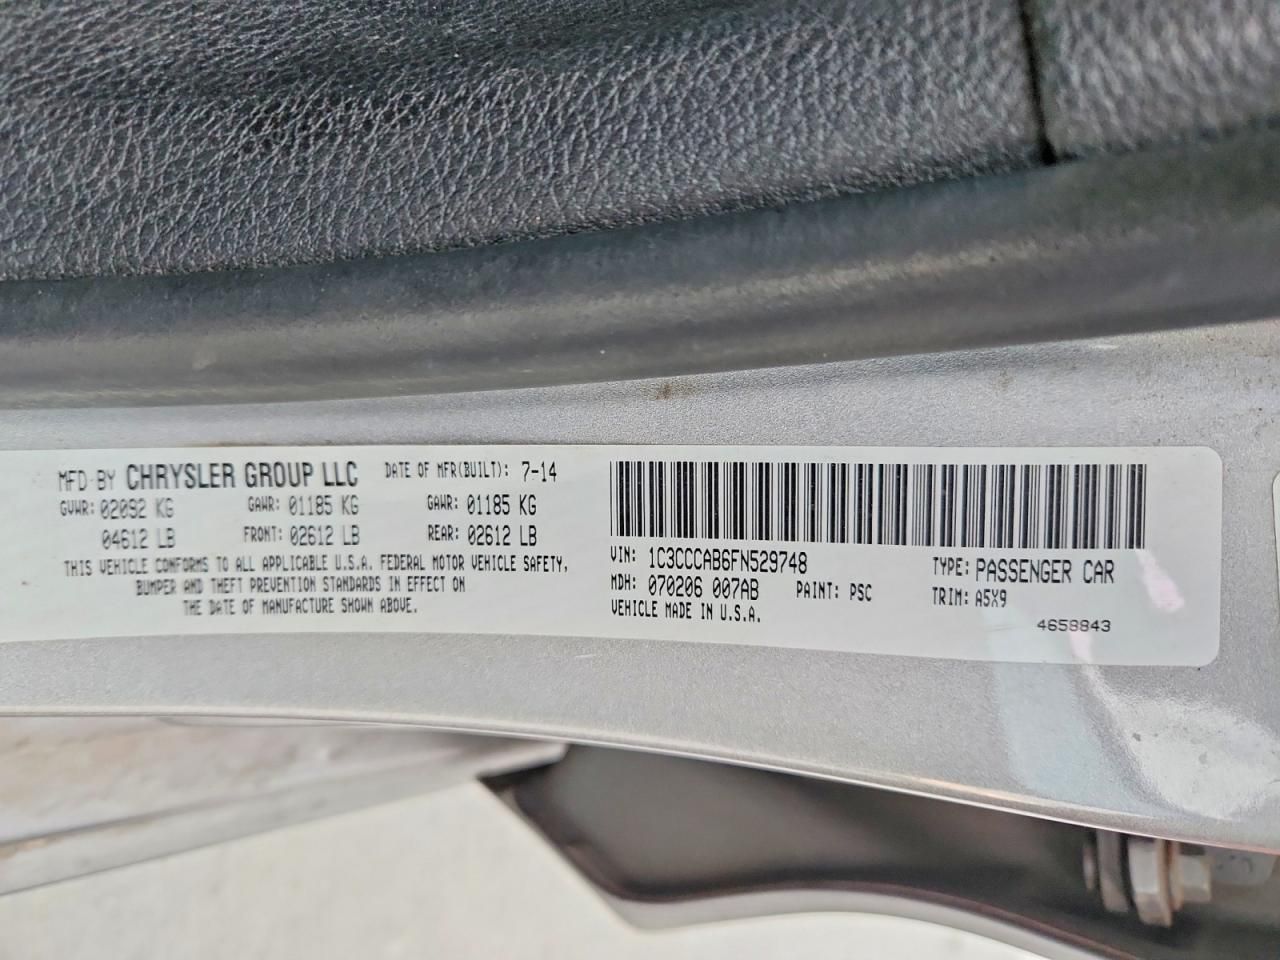 MFD BY CHRYSLER GROUP LLC DATE OF MFR(BUILT): 7-14
GVWR: 02092 KG GAWR: 01185 KG GAWR: 01185 KG
04612 LB FRONT: 02612 LB REAR: 02612 LB
THIS VEHICLE CONFORMS TO ALL APPLICABLE U.S.A. FEDERAL MOTOR VEHICLE SAFETY,
BUMPER AND THEFT PREVENTION STANDARDS IN EFFECT ON
THE DATE OF MANUFACTURE SHOWN ABOVE.
VIN: 1C3CCCAB6FN529748 TYPE: PASSENGER CAR
MDH: 070206 007AB PAINT: PSC TRIM: A5X9
VEHICLE MADE IN U.S.A.
4658843